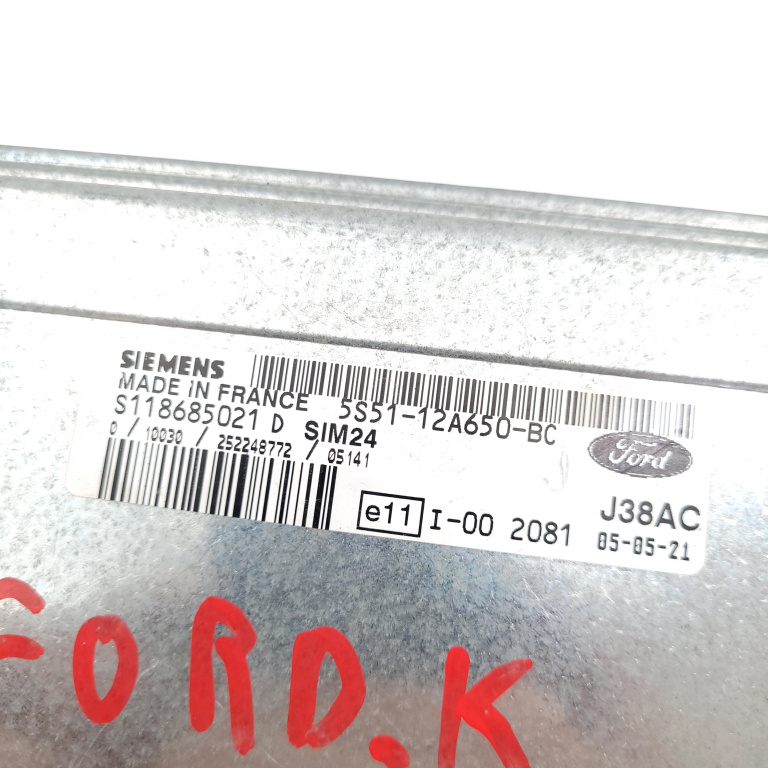 SIEMENS
MADE IN FRANCE 5S51-12A650-BC
S118685021 D SIM24
0 / 10030 / 252248772 / 05141
Ford
e11 I-00 2081 J38AC
05-05-21
FORD.K